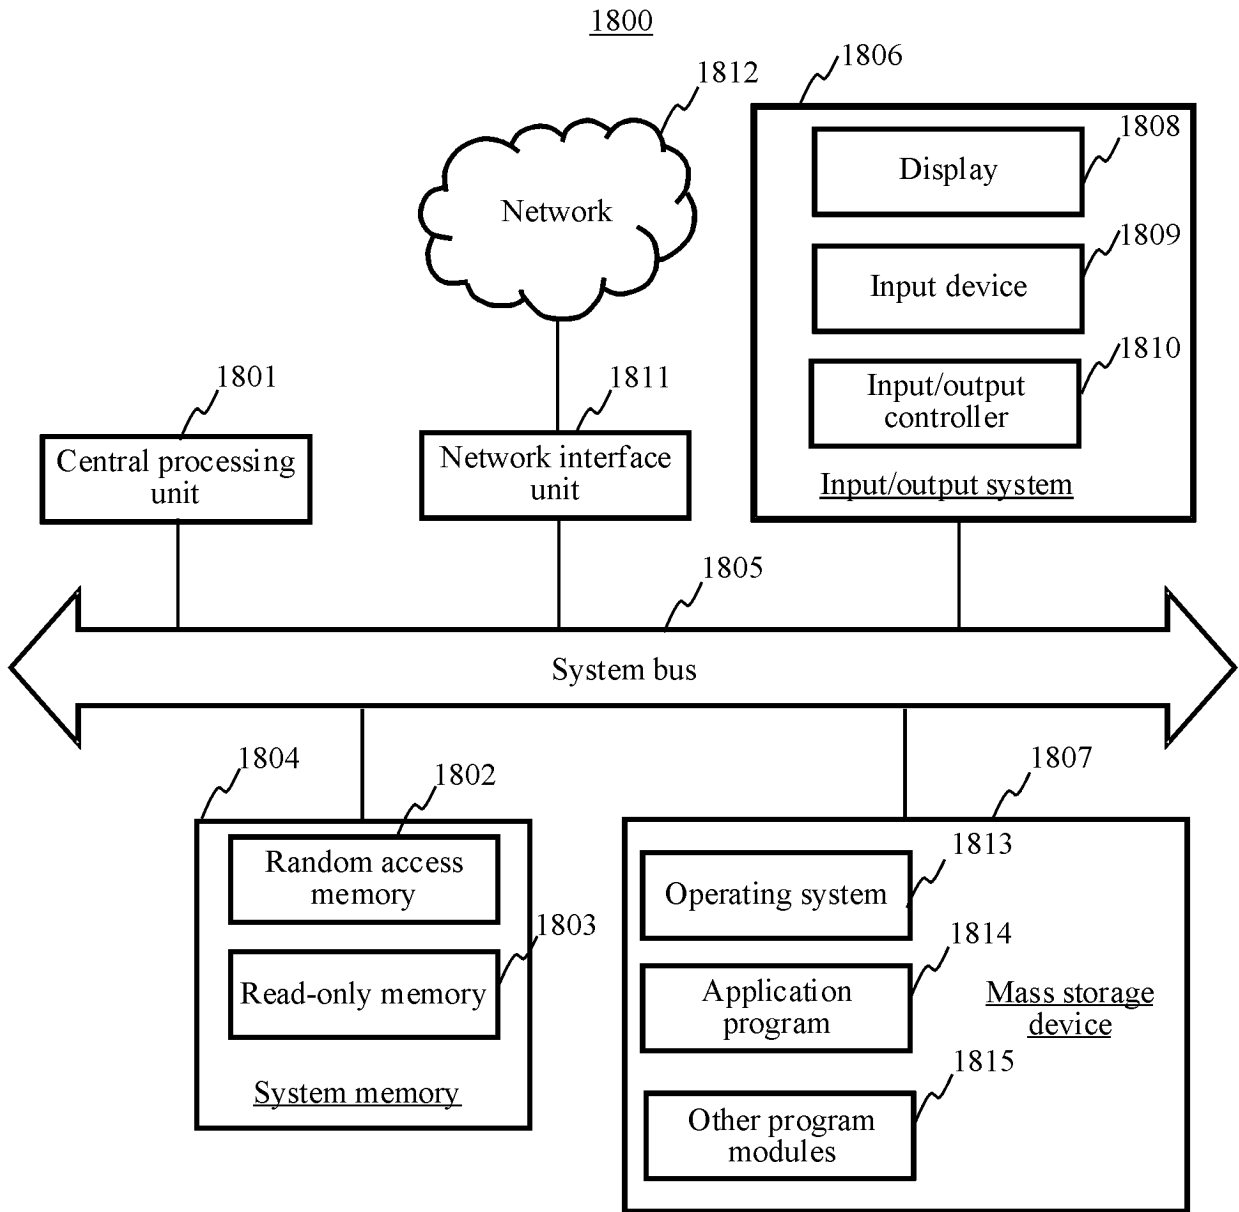 1800
1812
1806
Network
Display
1808
Input device
1809
Input/output
controller
1810
Input/output system
1801
Central processing
unit
1811
Network interface
unit
1805
System bus
1804
1802
Random access
memory
1803
Read-only memory
System memory
1807
1813
Operating system
1814
Application
program
Mass storage
device
1815
Other program
modules